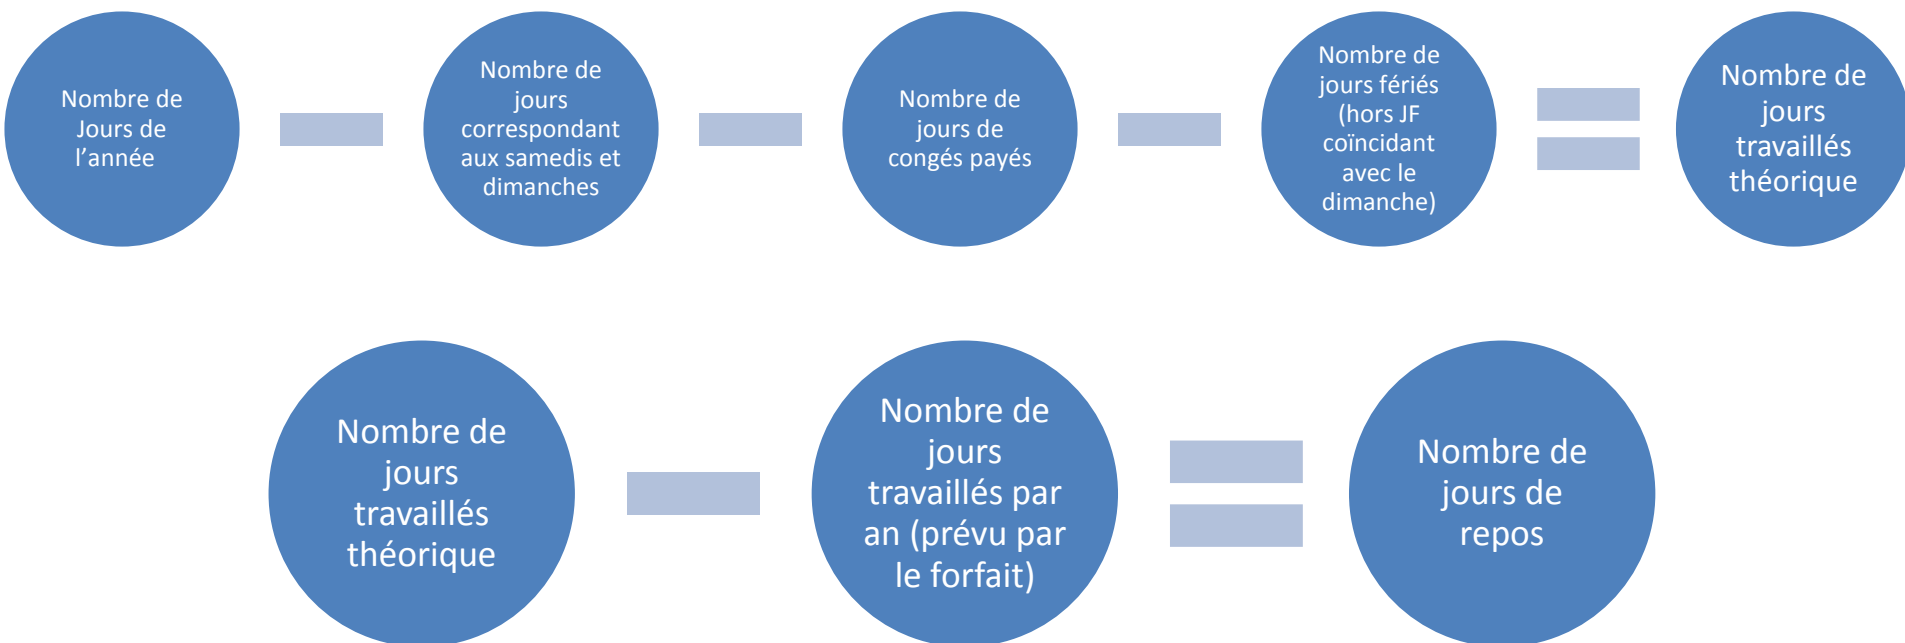 Nombre de
Jours de
l’année
Nombre de
jours
correspondant
aux samedis et
dimanches
Nombre de
jours de
congés payés
Nombre de
jours fériés
(hors JF
coïncidant
avec le
dimanche)
Nombre de
jours
travaillés
théorique
Nombre de
jours
travaillés
théorique
Nombre de
jours
travaillés par
an (prévu par
le forfait)
Nombre de
jours de
repos